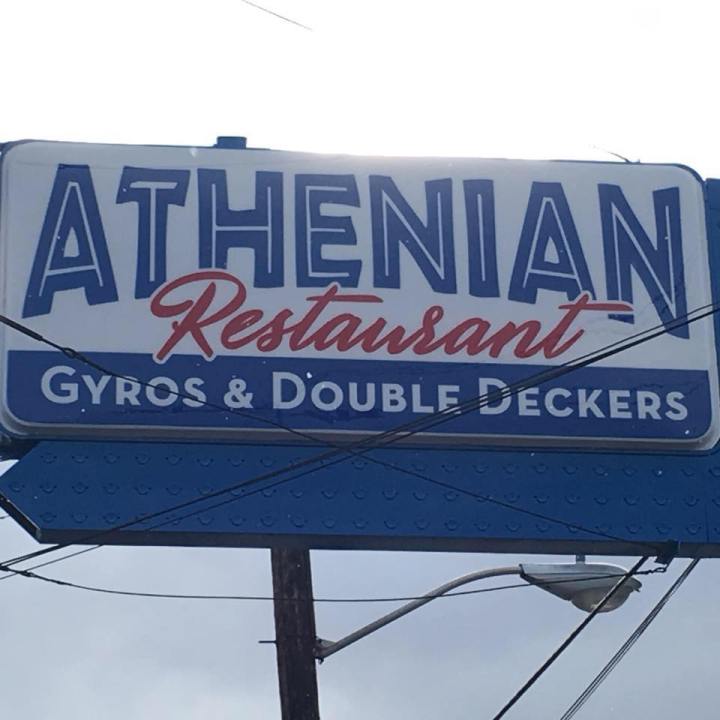 ATHENIAN
Restaurant
GYROS & DOUBLE DECKERS